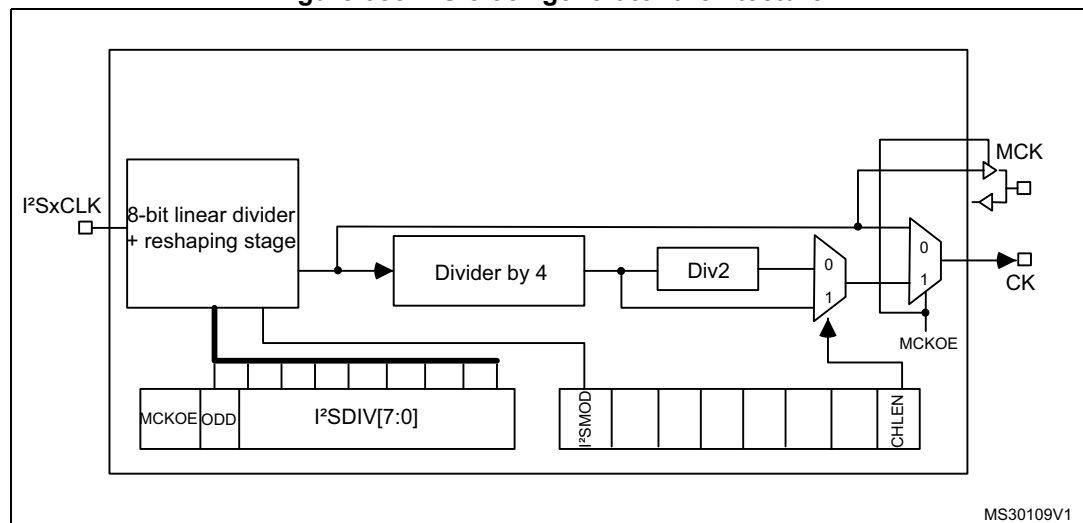 MCK
I²SxCLK
8-bit linear divider
+ reshaping stage
0
Divider by 4
Div2
0
1
1
CK
MCKOE
MCKOE
ODD
I²SDIV[7:0]
I²SMOD
CHLEN
MS30109V1